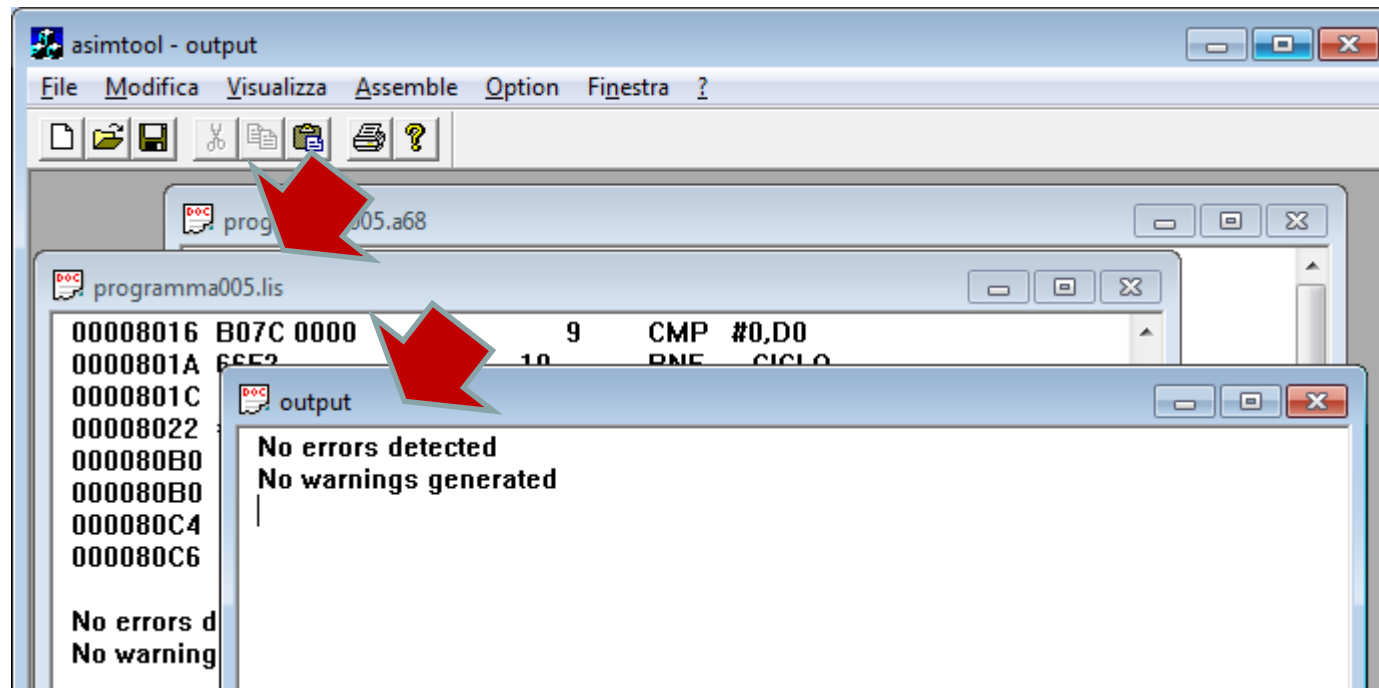 asimtool - output
File Modifica Visualizza Assemble Option Finestra ?
programma005.lis
00008016 B07C 0000 9 CMP #0,D0
0000801A
0000801C
00008022
000080B0
000080B0
000080C4
000080C6
No errors d
No warning
output
No errors detected
No warnings generated